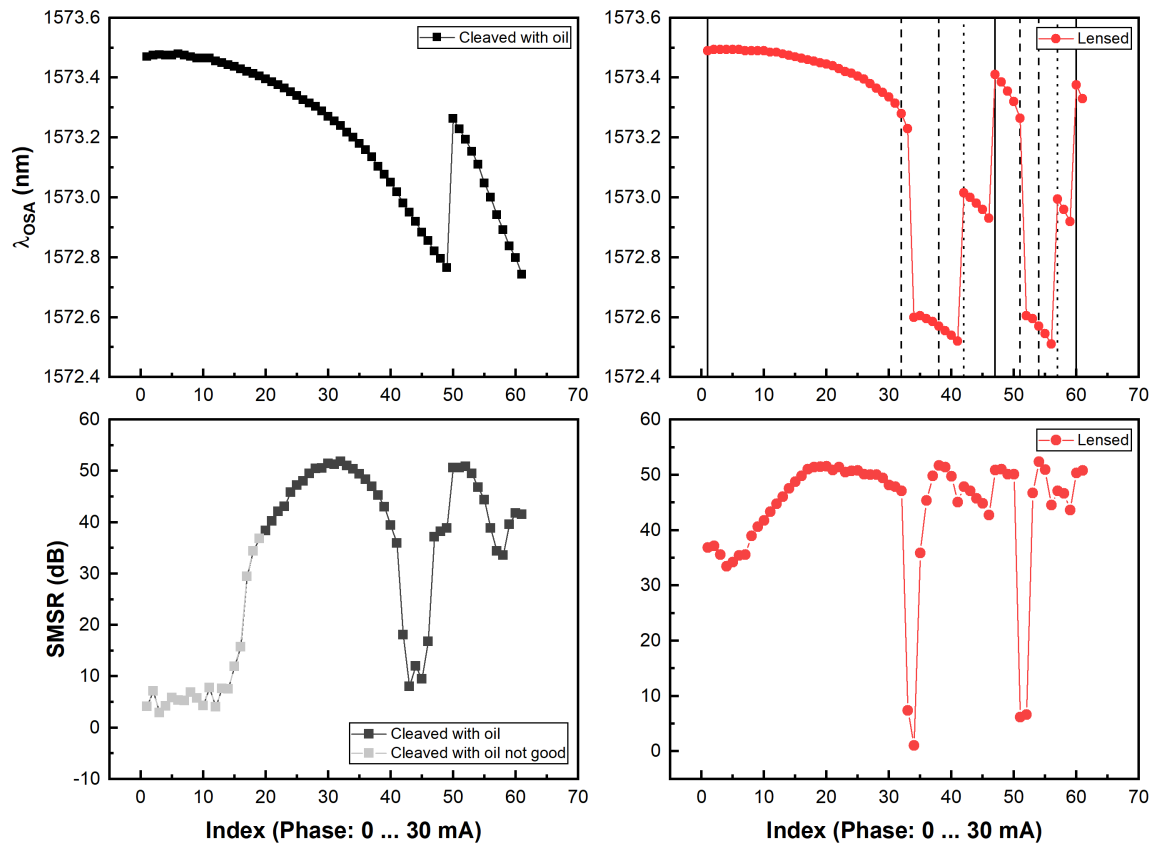 1573.6
1573.4
1573.2
1573.0
1572.8
1572.6
1572.4
λOSA (nm)
Cleaved with oil
0 10 20 30 40 50 60 70
1573.6
1573.4
1573.2
1573.0
1572.8
1572.6
1572.4
Lensed
0 10 20 30 40 50 60 70
60
50
40
30
20
10
0
-10
SMSR (dB)
Cleaved with oil
Cleaved with oil not good
0 10 20 30 40 50 60 70
Index (Phase: 0 ... 30 mA)
60
50
40
30
20
10
0
Lensed
0 10 20 30 40 50 60 70
Index (Phase: 0 ... 30 mA)